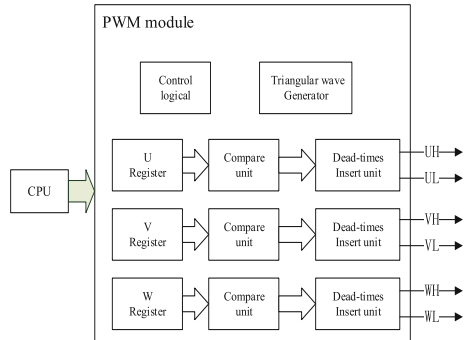 PWM module
Control
logical
Triangular wave
Generator
CPU
U
Register
Compare
unit
Dead-times
Insert unit
UH
UL
V
Register
Compare
unit
Dead-times
Insert unit
VH
VL
W
Register
Compare
unit
Dead-times
Insert unit
WH
WL